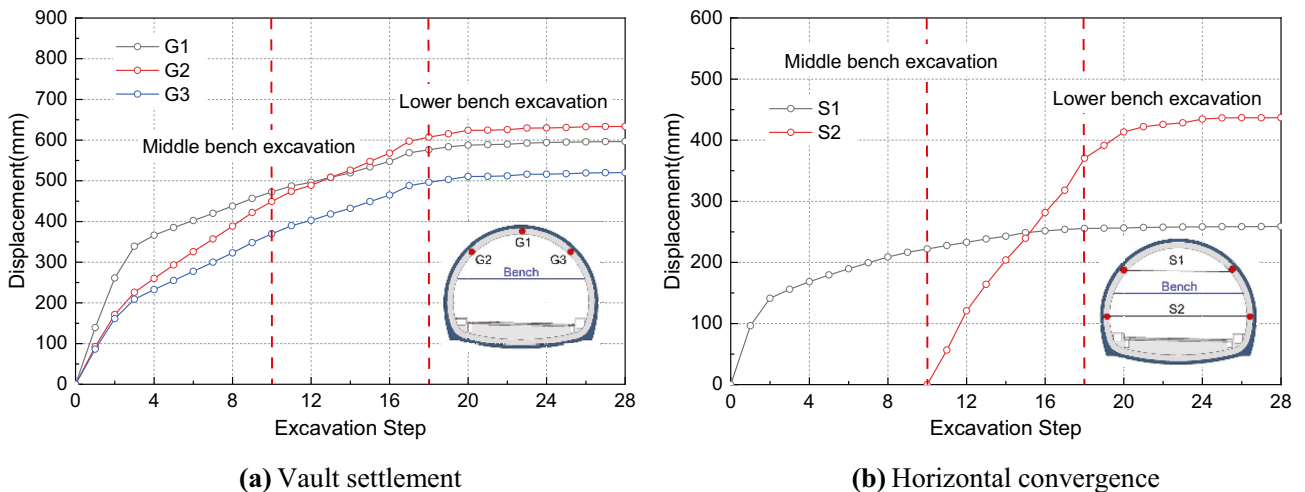 900
800
700
600
500
400
300
200
100
0
Displacement(mm)
G1
G2
G3
Middle bench excavation
Lower bench excavation
G1
G2
G3
Bench
0
4
8
12
16
20
24
28
Excavation Step
(a) Vault settlement
600
500
400
300
200
100
0
Displacement(mm)
Middle bench excavation
S1
S2
Lower bench excavation
S1
Bench
S2
0
4
8
12
16
20
24
28
Excavation Step
(b) Horizontal convergence